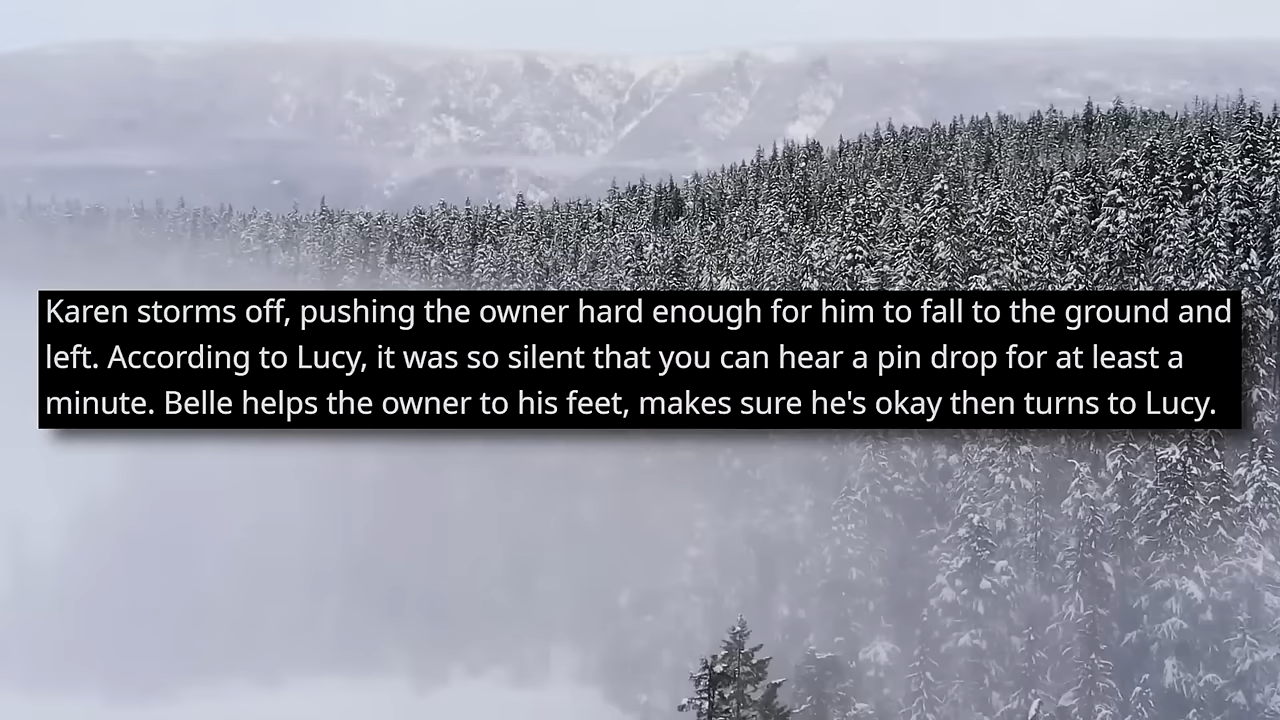 Karen storms off, pushing the owner hard enough for him to fall to the ground and
left. According to Lucy, it was so silent that you can hear a pin drop for at least a
minute. Belle helps the owner to his feet, makes sure he's okay then turns to Lucy.